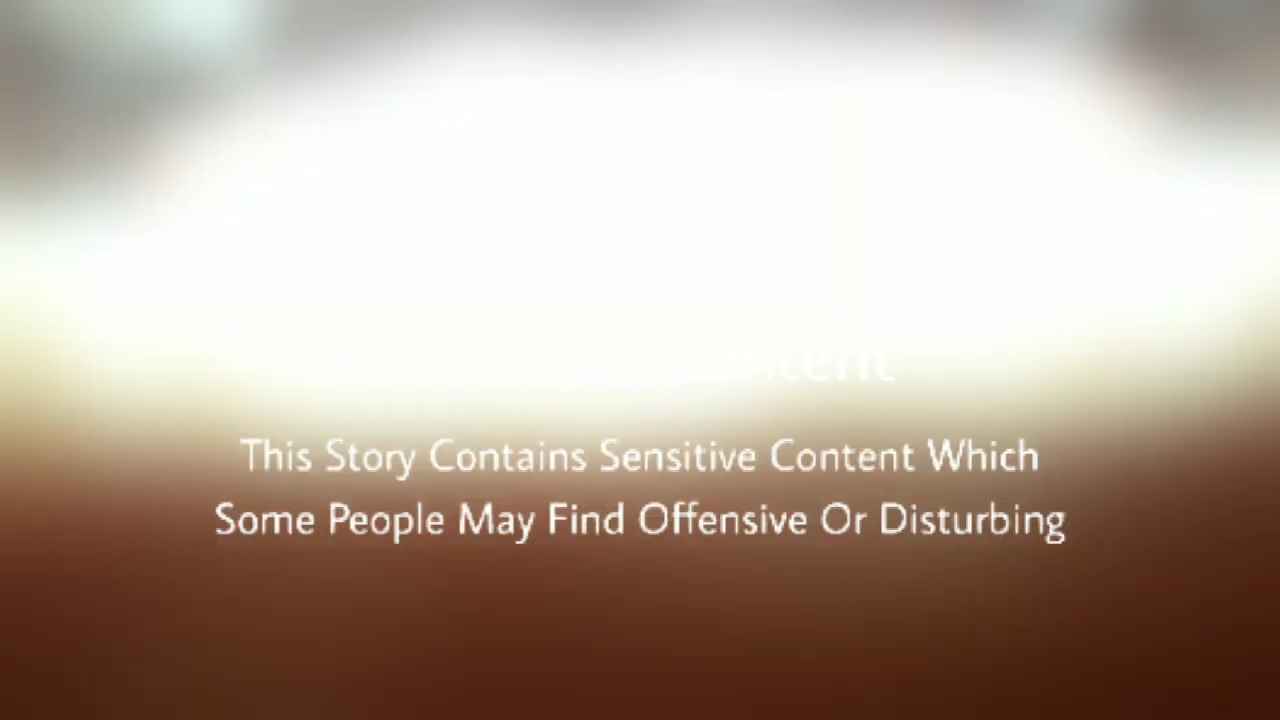 This Story Contains Sensitive Content Which
Some People May Find Offensive Or Disturbing